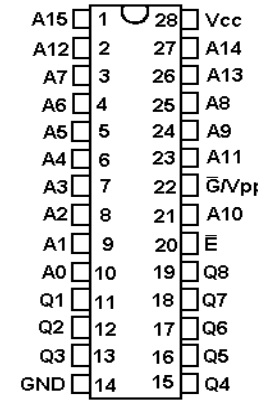 A15 1 28 Vcc
A12 2 27 A14
A7 3 26 A13
A6 4 25 A8
A5 5 24 A9
A4 6 23 A11
A3 7 22 G̅/Vpp
A2 8 21 A10
A1 9 20 E̅
A0 10 19 Q8
Q1 11 18 Q7
Q2 12 17 Q6
Q3 13 16 Q5
GND 14 15 Q4